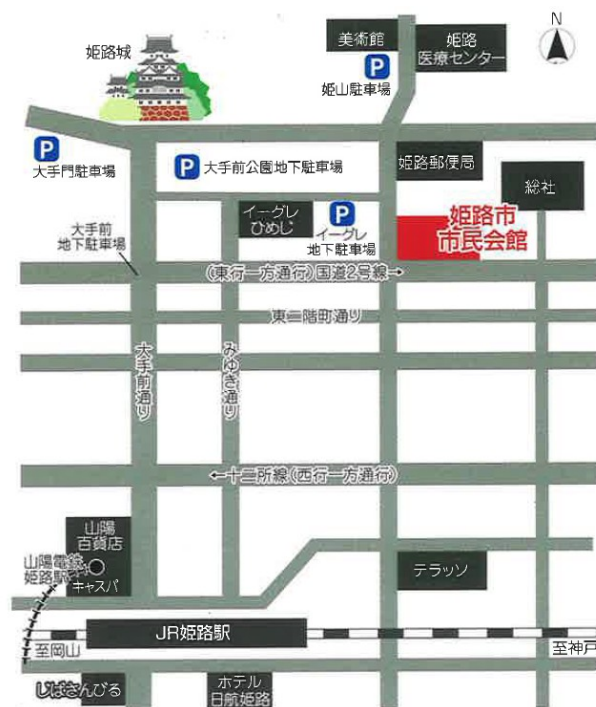 N
美術館
姫路
医療センター
姫路城
P
姫山駐車場
P
大手門駐車場
P
大手前公園地下駐車場
姫路郵便局
総社
大手前
地下駐車場
イーグレ
ひめじ
P
イーグレ
地下駐車場
姫路市
市民会館
(東行一方通行)国道2号線→
東二階町通り
大手前通り
みゆき通り
←十二所線(西行一方通行)
山陽
百貨店
山陽電鉄
姫路駅
キャスパ
テラッソ
JR姫路駅
至岡山
至神戸
じばさんびる
ホテル
日航姫路